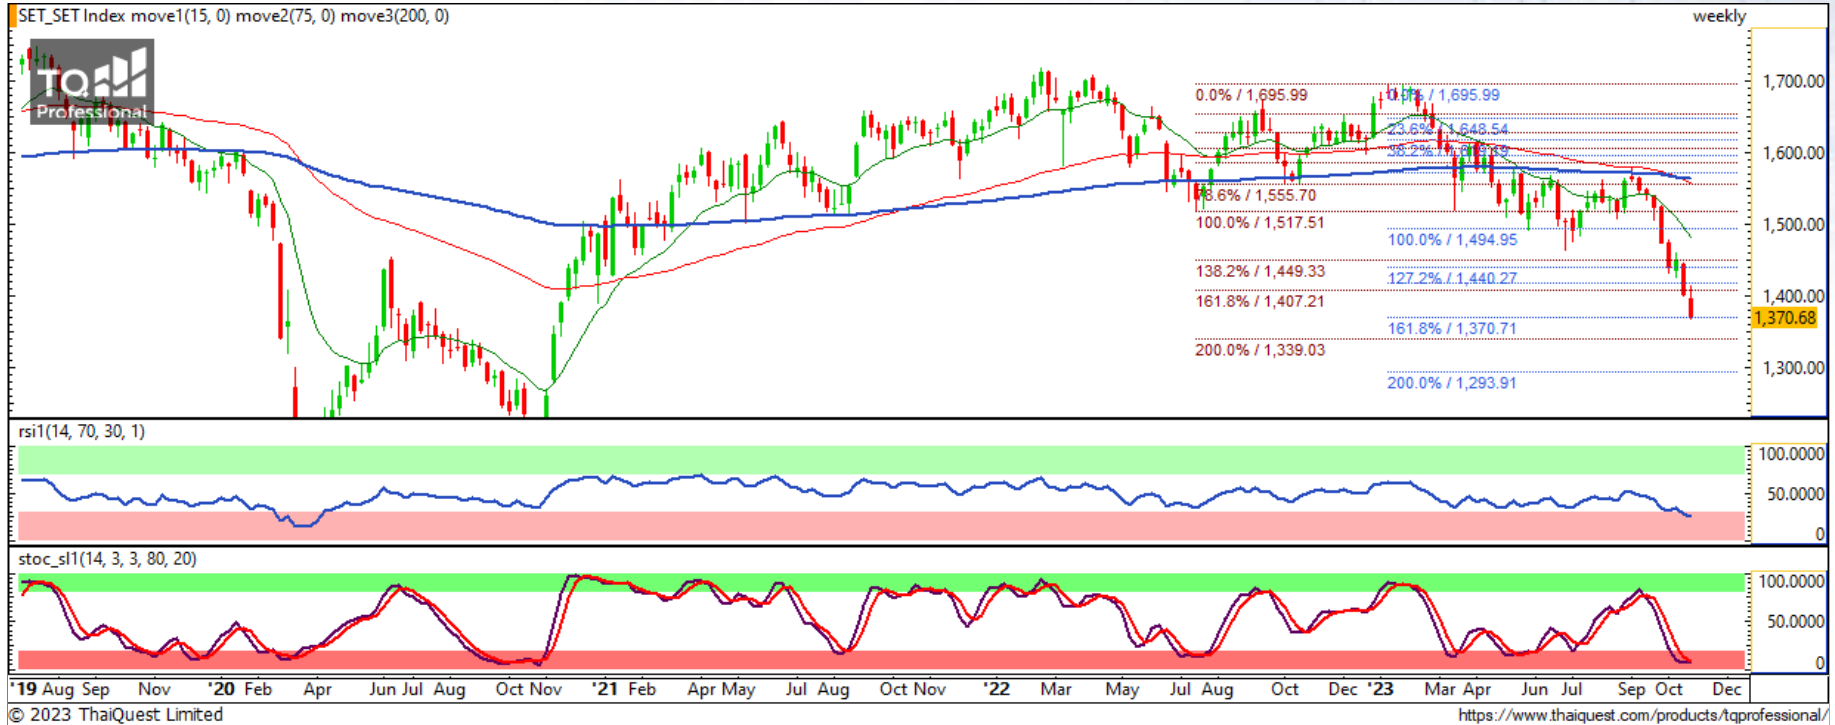 SET_SET Index move1(15, 0) move2(75, 0) move3(200, 0)
weekly
TQ
Professional
1,700.00
1,600.00
1,500.00
1,400.00
1,370.68
1,300.00
0.0% / 1,695.99
78.6% / 1,555.70
100.0% / 1,517.51
138.2% / 1,449.33
161.8% / 1,407.21
200.0% / 1,339.03
0.0% / 1,695.99
23.6% / 1,648.54
100.0% / 1,494.95
127.2% / 1,440.27
161.8% / 1,370.71
200.0% / 1,293.91
rsi1(14, 70, 30, 1)
100.0000
50.0000
0
stoc_sl1(14, 3, 3, 80, 20)
100.0000
50.0000
0
'19 Aug Sep Nov '20 Feb Apr Jun Jul Aug Oct Nov '21 Feb Apr May Jul Aug Oct Nov '22 Mar May Jul Aug Oct Dec '23 Mar Apr Jun Jul Sep Oct Dec
© 2023 ThaiQuest Limited
https://www.thaiquest.com/products/tqprofessional/